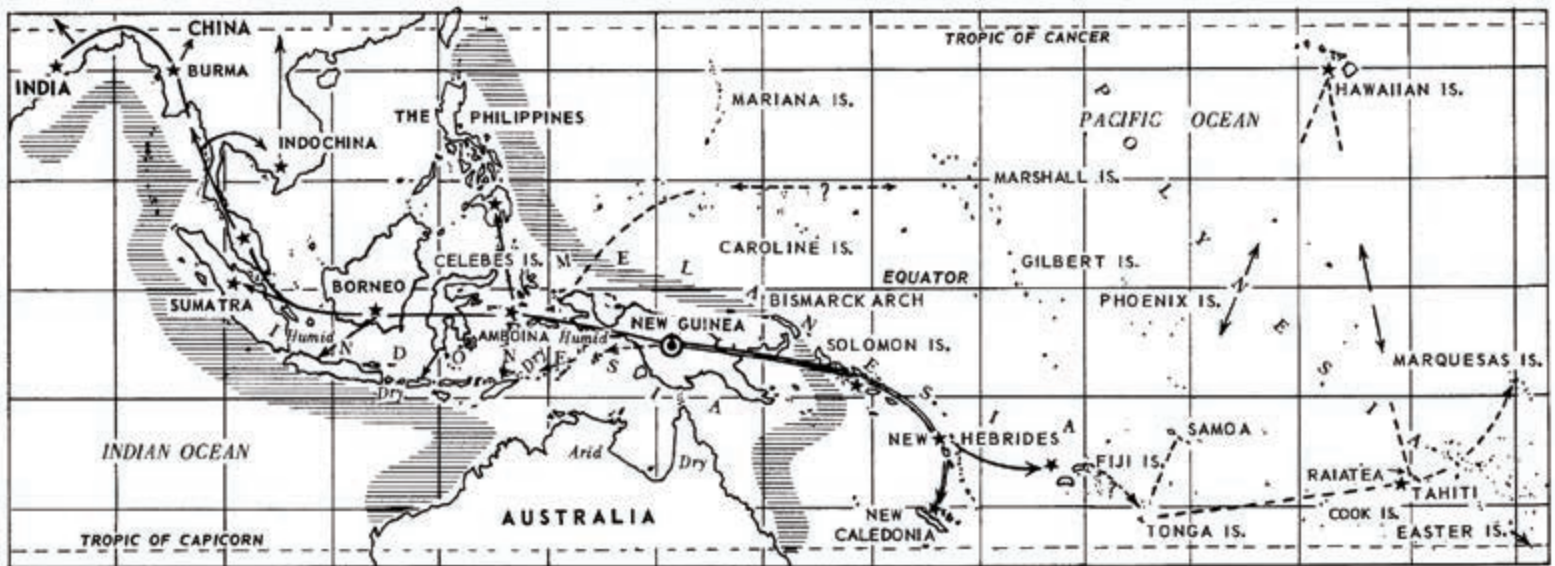 CHINA
INDIA
BURMA
INDOCHINA
THE PHILIPPINES
MARIANA IS.
TROPIC OF CANCER
PACIFIC OCEAN
HAWAIIAN IS.
MARSHALL IS.
?
CAROLINE IS.
GILBERT IS.
EQUATOR
PHOENIX IS.
CELEBES IS.
BORNEO
SUMATRA
AMBOINA
NEW GUINEA
BISMARCK ARCH
SOLOMON IS.
MARQUESAS IS.
INDONESIA
MELANESIA
POLYNESIA
Humid
Humid
Dry
Dry
Arid
Dry
INDIAN OCEAN
AUSTRALIA
NEW HEBRIDES
NEW
CALEDONIA
FIJI IS.
SAMOA
TONGA IS.
RAIATEA
TAHITI
COOK IS.
EASTER IS.
TROPIC OF CAPICORN